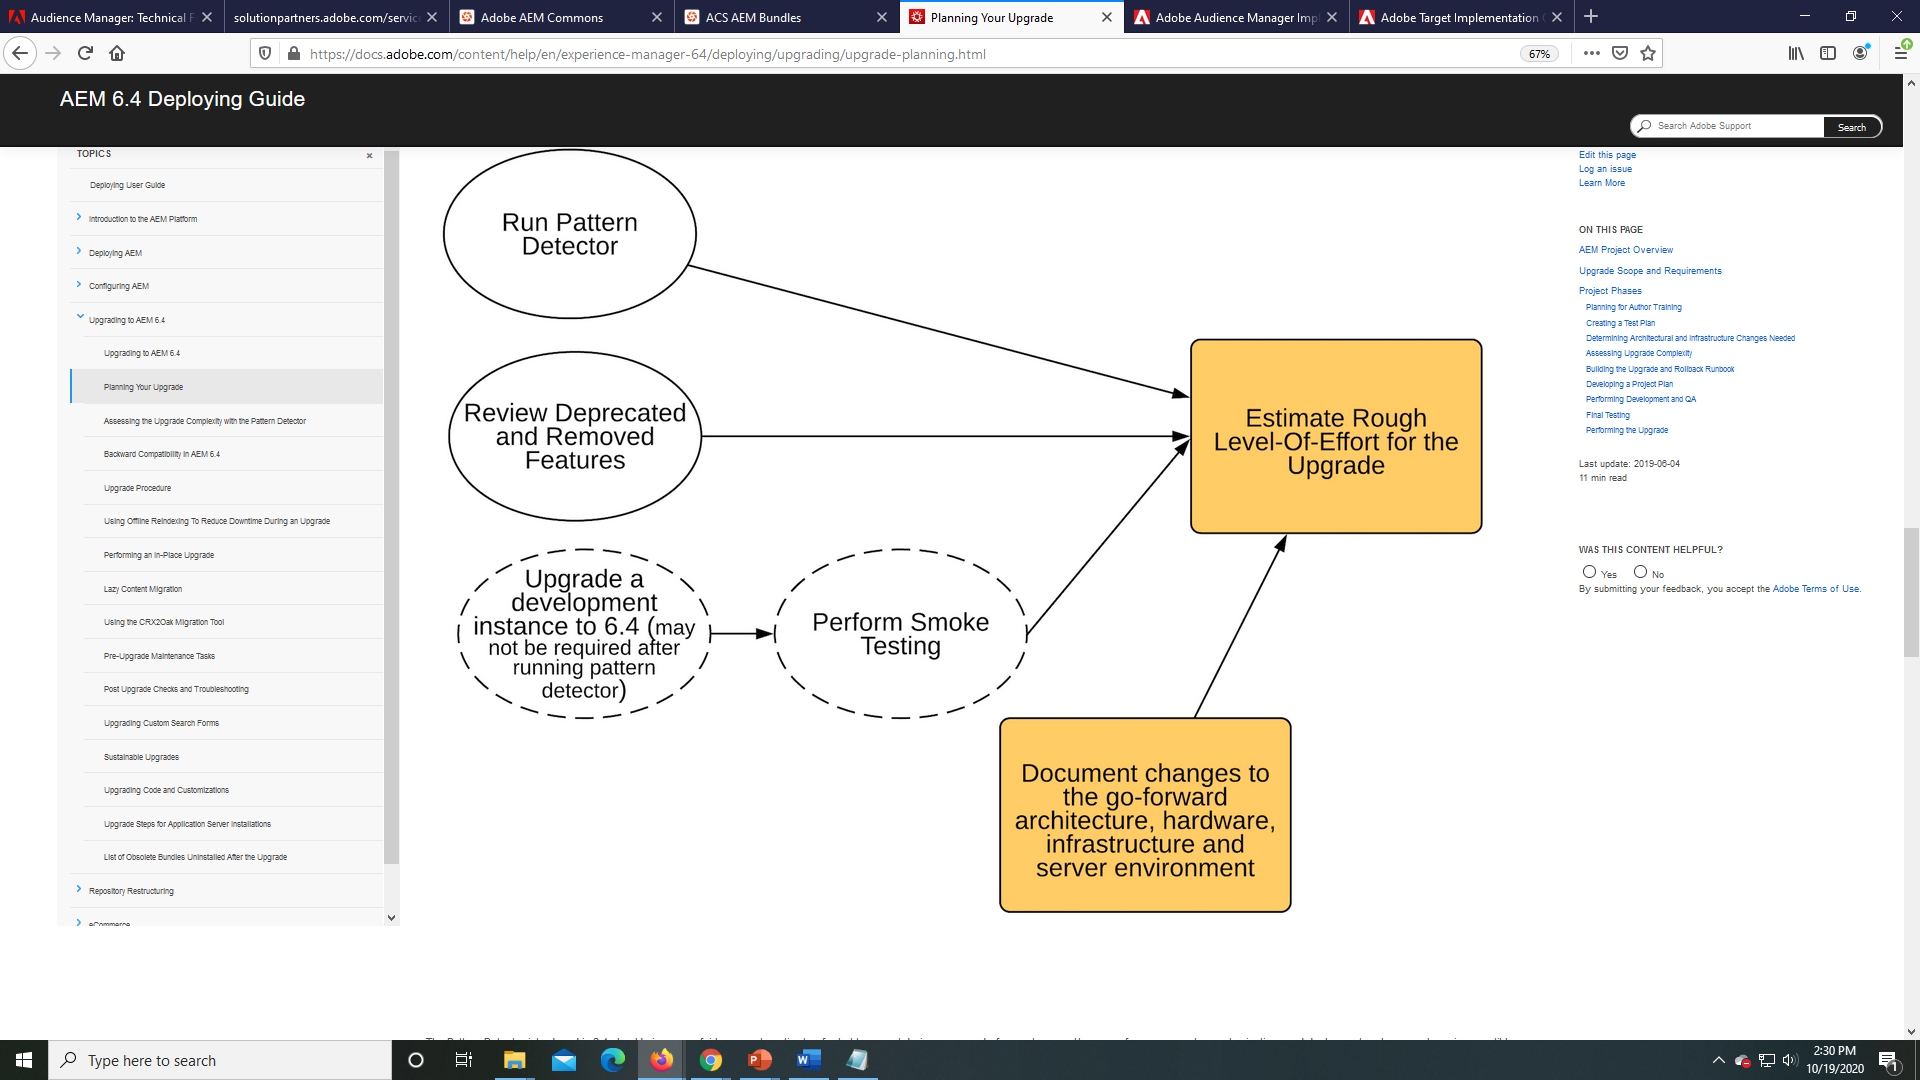 Audience Manager: Technical F
solutionpartners.adobe.com/servic
Adobe AEM Commons
ACS AEM Bundles
Planning Your Upgrade
Adobe Audience Manager Impl
Adobe Target Implementation
https://docs.adobe.com/content/help/en/experience-manager-64/deploying/upgrading/upgrade-planning.html
67%
AEM 6.4 Deploying Guide
Search Adobe Support
Search
TOPICS
Deploying User Guide
Introduction to the AEM Platform
Deploying AEM
Configuring AEM
Upgrading to AEM 6.4
Upgrading to AEM 6.4
Planning Your Upgrade
Assessing the Upgrade Complexity with the Pattern Detector
Backward Compatibility in AEM 6.4
Upgrade Procedure
Using Offline Reindexing To Reduce Downtime During an Upgrade
Performing an In-Place Upgrade
Lazy Content Migration
Using the CRX2Oak Migration Tool
Pre-Upgrade Maintenance Tasks
Post Upgrade Checks and Troubleshooting
Upgrading Custom Search Forms
Sustainable Upgrades
Upgrading Code and Customizations
Upgrade Steps for Application Server Installations
List of Obsolete Bundles Uninstalled After the Upgrade
Repository Restructuring
eCommerce
Run Pattern
Detector
Review Deprecated
and Removed
Features
Upgrade a
development
instance to 6.4 (may
not be required after
running pattern
detector)
Perform Smoke
Testing
Estimate Rough
Level-Of-Effort for the
Upgrade
Document changes to
the go-forward
architecture, hardware,
infrastructure and
server environment
Edit this page
Log an issue
Learn More
ON THIS PAGE
AEM Project Overview
Upgrade Scope and Requirements
Project Phases
Planning for Author Training
Creating a Test Plan
Determining Architectural and Infrastructure Changes Needed
Assessing Upgrade Complexity
Building the Upgrade and Rollback Runbook
Developing a Project Plan
Performing Development and QA
Final Testing
Performing the Upgrade
Last update: 2019-06-04
11 min read
WAS THIS CONTENT HELPFUL?
Yes No
By submitting your feedback, you accept the Adobe Terms of Use.
Type here to search
2:30 PM
10/19/2020
1